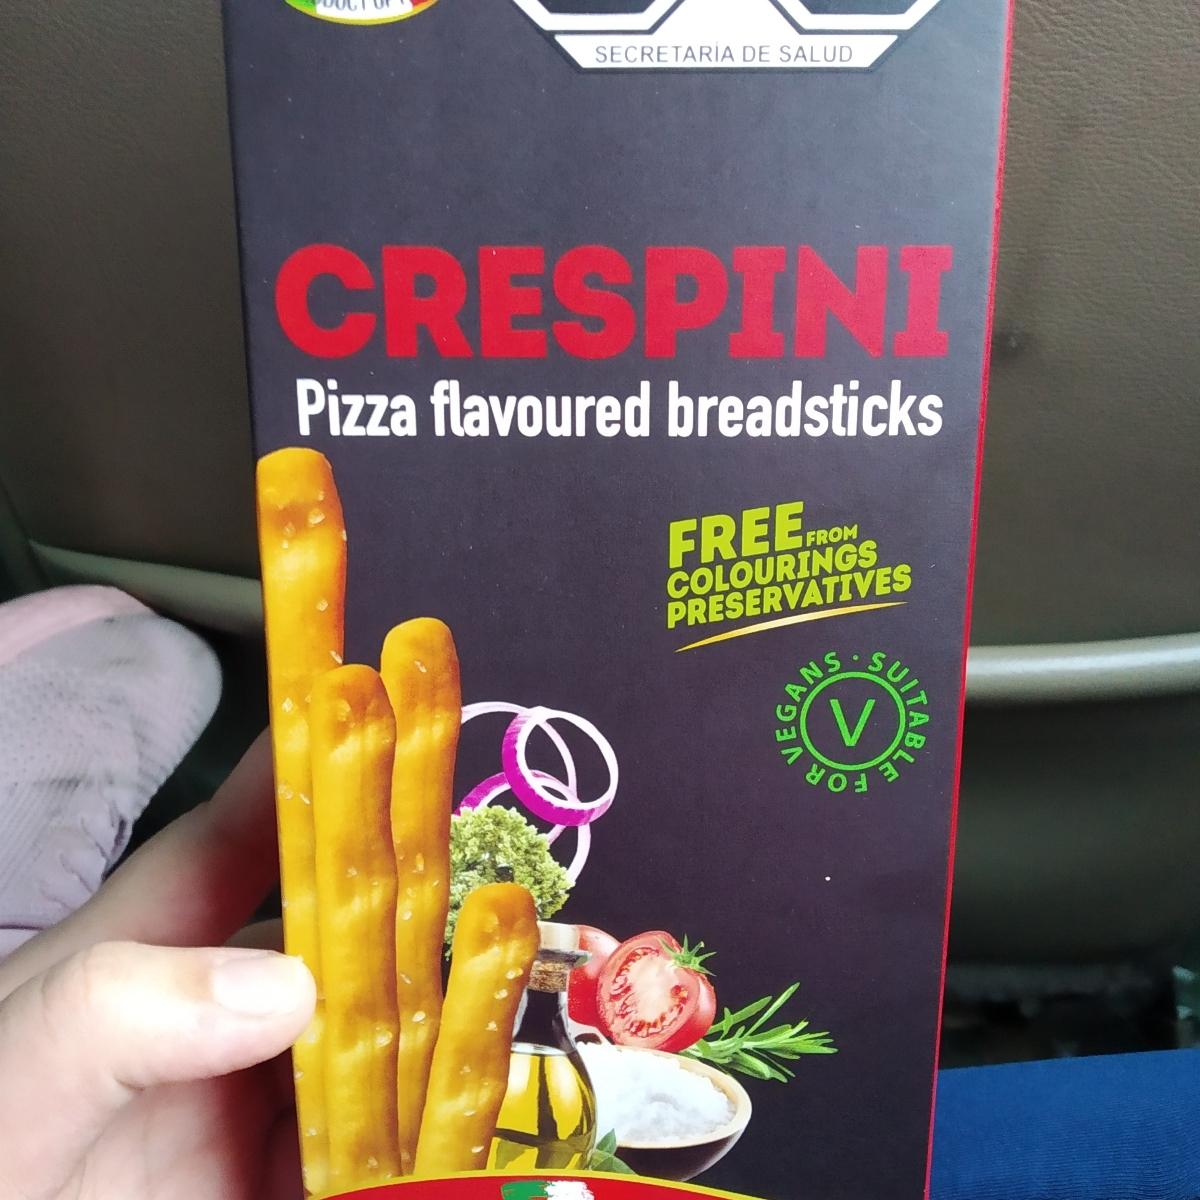 SECRETARÍA DE SALUD
CRESPINI
Pizza flavoured breadsticks
FREE FROM
COLOURINGS
PRESERVATIVES
SUITABLE FOR VEGANS
V